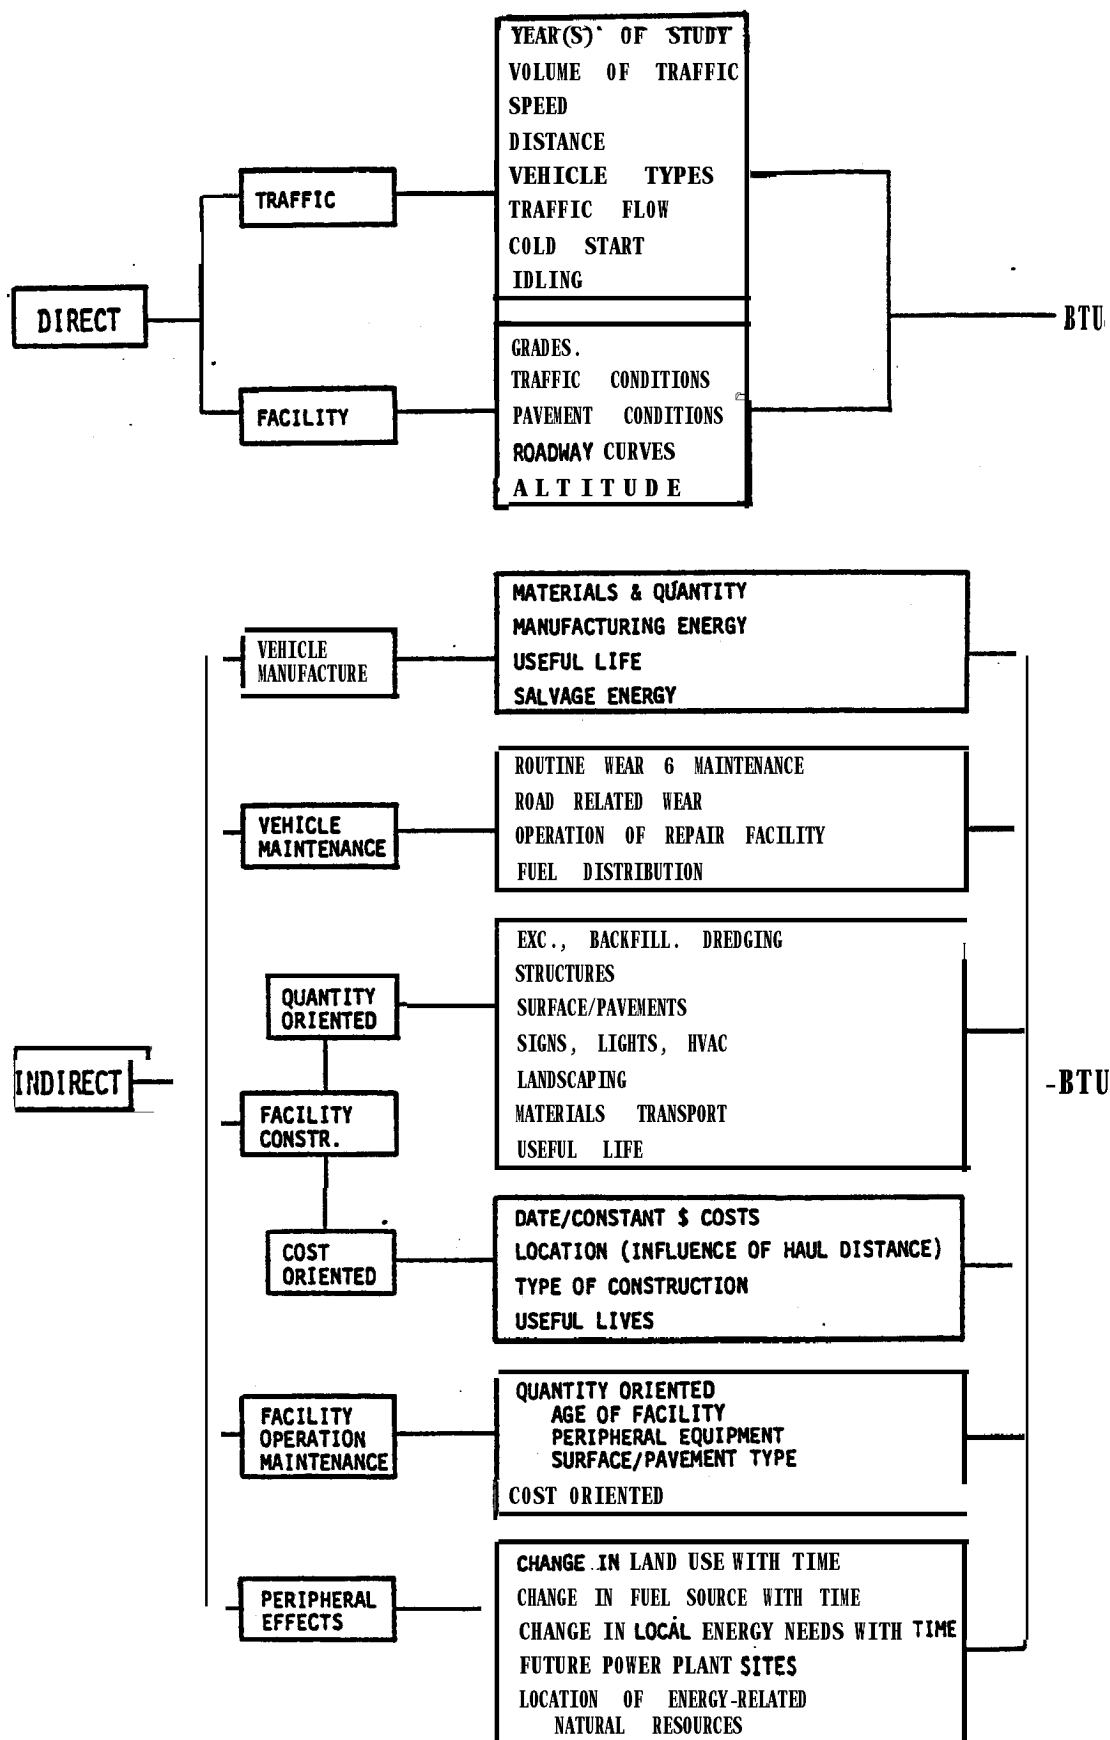 YEAR(S) OF STUDY
VOLUME OF TRAFFIC
SPEED
DISTANCE
VEHICLE TYPES
TRAFFIC FLOW
COLD START
IDLING
TRAFFIC
DIRECT
BTU
GRADES.
TRAFFIC CONDITIONS
PAVEMENT CONDITIONS
ROADWAY CURVES
ALTITUDE
FACILITY
MATERIALS & QUANTITY
MANUFACTURING ENERGY
USEFUL LIFE
SALVAGE ENERGY
VEHICLE
MANUFACTURE
ROUTINE WEAR 6 MAINTENANCE
ROAD RELATED WEAR
OPERATION OF REPAIR FACILITY
FUEL DISTRIBUTION
VEHICLE
MAINTENANCE
EXC., BACKFILL. DREDGING
STRUCTURES
SURFACE/PAVEMENTS
SIGNS, LIGHTS, HVAC
LANDSCAPING
MATERIALS TRANSPORT
USEFUL LIFE
QUANTITY
ORIENTED
INDIRECT
-BTU
FACILITY
CONSTR.
COST
ORIENTED
DATE/CONSTANT $ COSTS
LOCATION (INFLUENCE OF HAUL DISTANCE)
TYPE OF CONSTRUCTION
USEFUL LIVES
FACILITY
OPERATION
MAINTENANCE
QUANTITY ORIENTED
AGE OF FACILITY
PERIPHERAL EQUIPMENT
SURFACE/PAVEMENT TYPE
COST ORIENTED
PERIPHERAL
EFFECTS
CHANGE IN LAND USE WITH TIME
CHANGE IN FUEL SOURCE WITH TIME
CHANGE IN LOCAL ENERGY NEEDS WITH TIME
FUTURE POWER PLANT SITES
LOCATION OF ENERGY-RELATED
NATURAL RESOURCES